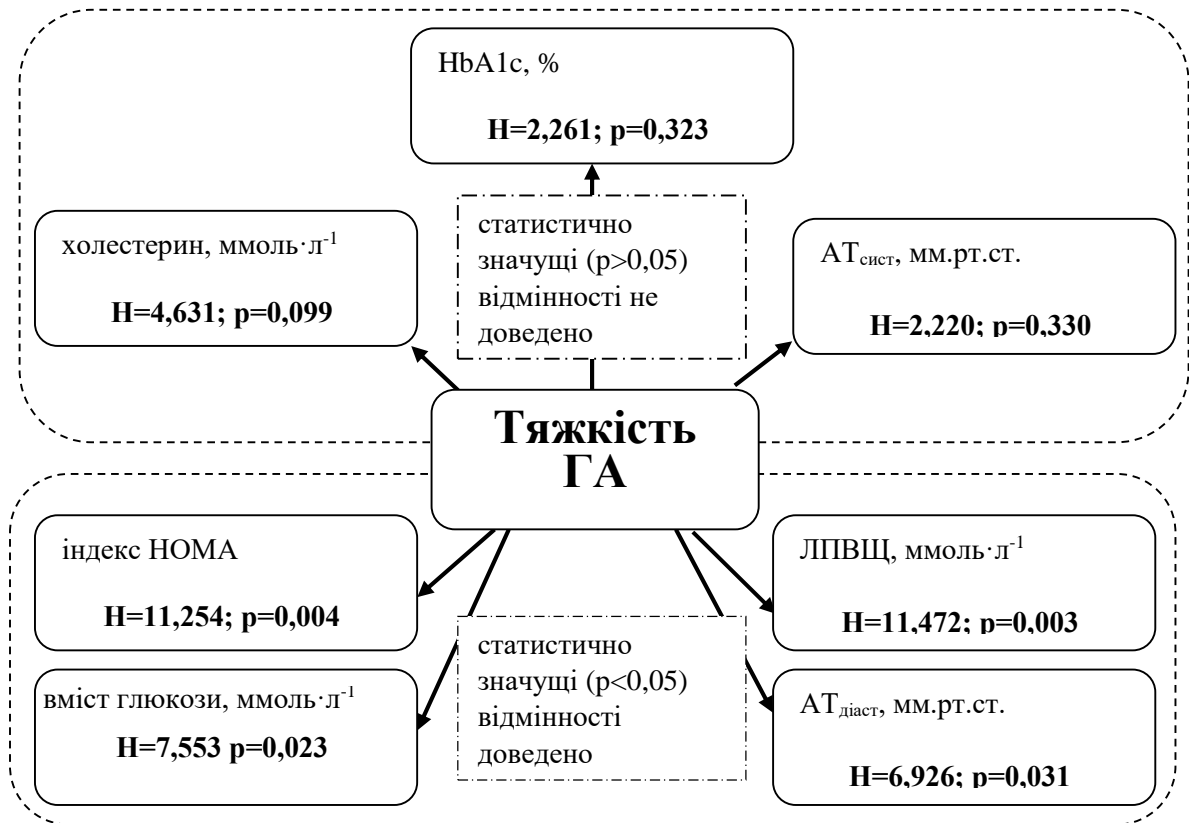 HbA1c, %
H=2,261; p=0,323
холестерин, ммоль·л⁻¹
H=4,631; p=0,099
статистично
значущі (p>0,05)
відмінності не
доведено
АТсист, мм.рт.ст.
H=2,220; p=0,330
Тяжкість
ГА
індекс НОМА
H=11,254; p=0,004
ЛПВЩ, ммоль·л⁻¹
H=11,472; p=0,003
статистично
значущі (p<0,05)
відмінності
доведено
вміст глюкози, ммоль·л⁻¹
H=7,553 p=0,023
АТдіаст, мм.рт.ст.
H=6,926; p=0,031